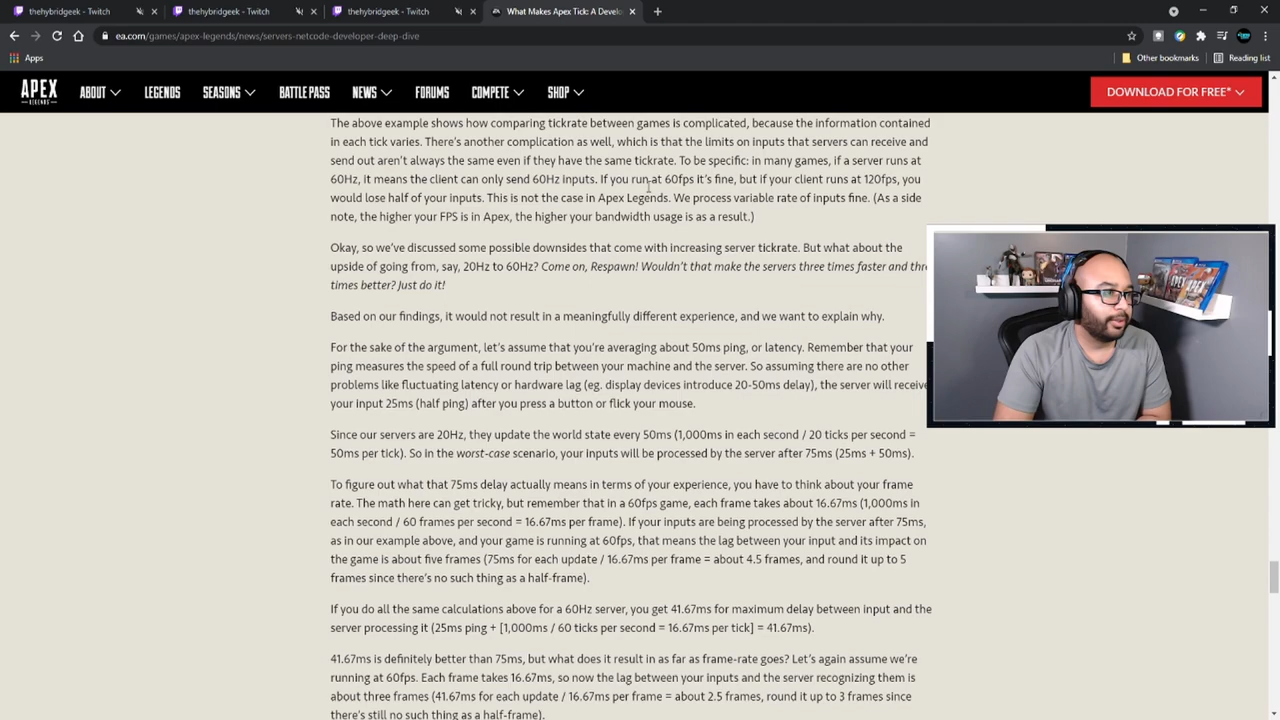 thehybridgeek - Twitch
thehybridgeek - Twitch
thehybridgeek - Twitch
What Makes Apex Tick: A Develo
ea.com/games/apex-legends/news/servers-netcode-developer-deep-dive
Apps
Other bookmarks
Reading list
APEX
LEGENDS
ABOUT
LEGENDS
SEASONS
BATTLE PASS
NEWS
FORUMS
COMPETE
SHOP
DOWNLOAD FOR FREE*
The above example shows how comparing tickrate between games is complicated, because the information contained
in each tick varies. There's another complication as well, which is that the limits on inputs that servers can receive and
send out aren't always the same even if they have the same tickrate. To be specific: in many games, if a server runs at
60Hz, it means the client can only send 60Hz inputs. If you run at 60fps it's fine, but if your client runs at 120fps, you
would lose half of your inputs. This is not the case in Apex Legends. We process variable rate of inputs fine. (As a side
note, the higher your FPS is in Apex, the higher your bandwidth usage is as a result.)
Okay, so we've discussed some possible downsides that come with increasing server tickrate. But what about the
upside of going from, say, 20Hz to 60Hz? Come on, Respawn! Wouldn't that make the servers three times faster and thre
times better? Just do it!
Based on our findings, it would not result in a meaningfully different experience, and we want to explain why.
For the sake of the argument, let's assume that you're averaging about 50ms ping, or latency. Remember that your
ping measures the speed of a full round trip between your machine and the server. So assuming there are no other
problems like fluctuating latency or hardware lag (eg. display devices introduce 20-50ms delay), the server will receive
your input 25ms (half ping) after you press a button or flick your mouse.
Since our servers are 20Hz, they update the world state every 50ms (1,000ms in each second / 20 ticks per second =
50ms per tick). So in the worst-case scenario, your inputs will be processed by the server after 75ms (25ms + 50ms).
To figure out what that 75ms delay actually means in terms of your experience, you have to think about your frame
rate. The math here can get tricky, but remember that in a 60fps game, each frame takes about 16.67ms (1,000ms in
each second / 60 frames per second = 16.67ms per frame). If your inputs are being processed by the server after 75ms,
as in our example above, and your game is running at 60fps, that means the lag between your input and its impact on
the game is about five frames (75ms for each update / 16.67ms per frame = about 4.5 frames, and round it up to 5
frames since there's no such thing as a half-frame).
If you do all the same calculations above for a 60Hz server, you get 41.67ms for maximum delay between input and the
server processing it (25ms ping + [1,000ms / 60 ticks per second = 16.67ms per tick] = 41.67ms).
41.67ms is definitely better than 75ms, but what does it result in as far as frame-rate goes? Let's again assume we're
running at 60fps. Each frame takes 16.67ms, so now the lag between your inputs and the server recognizing them is
about three frames (41.67ms for each update / 16.67ms per frame = about 2.5 frames, round it up to 3 frames since
there's still no such thing as a half-frame).